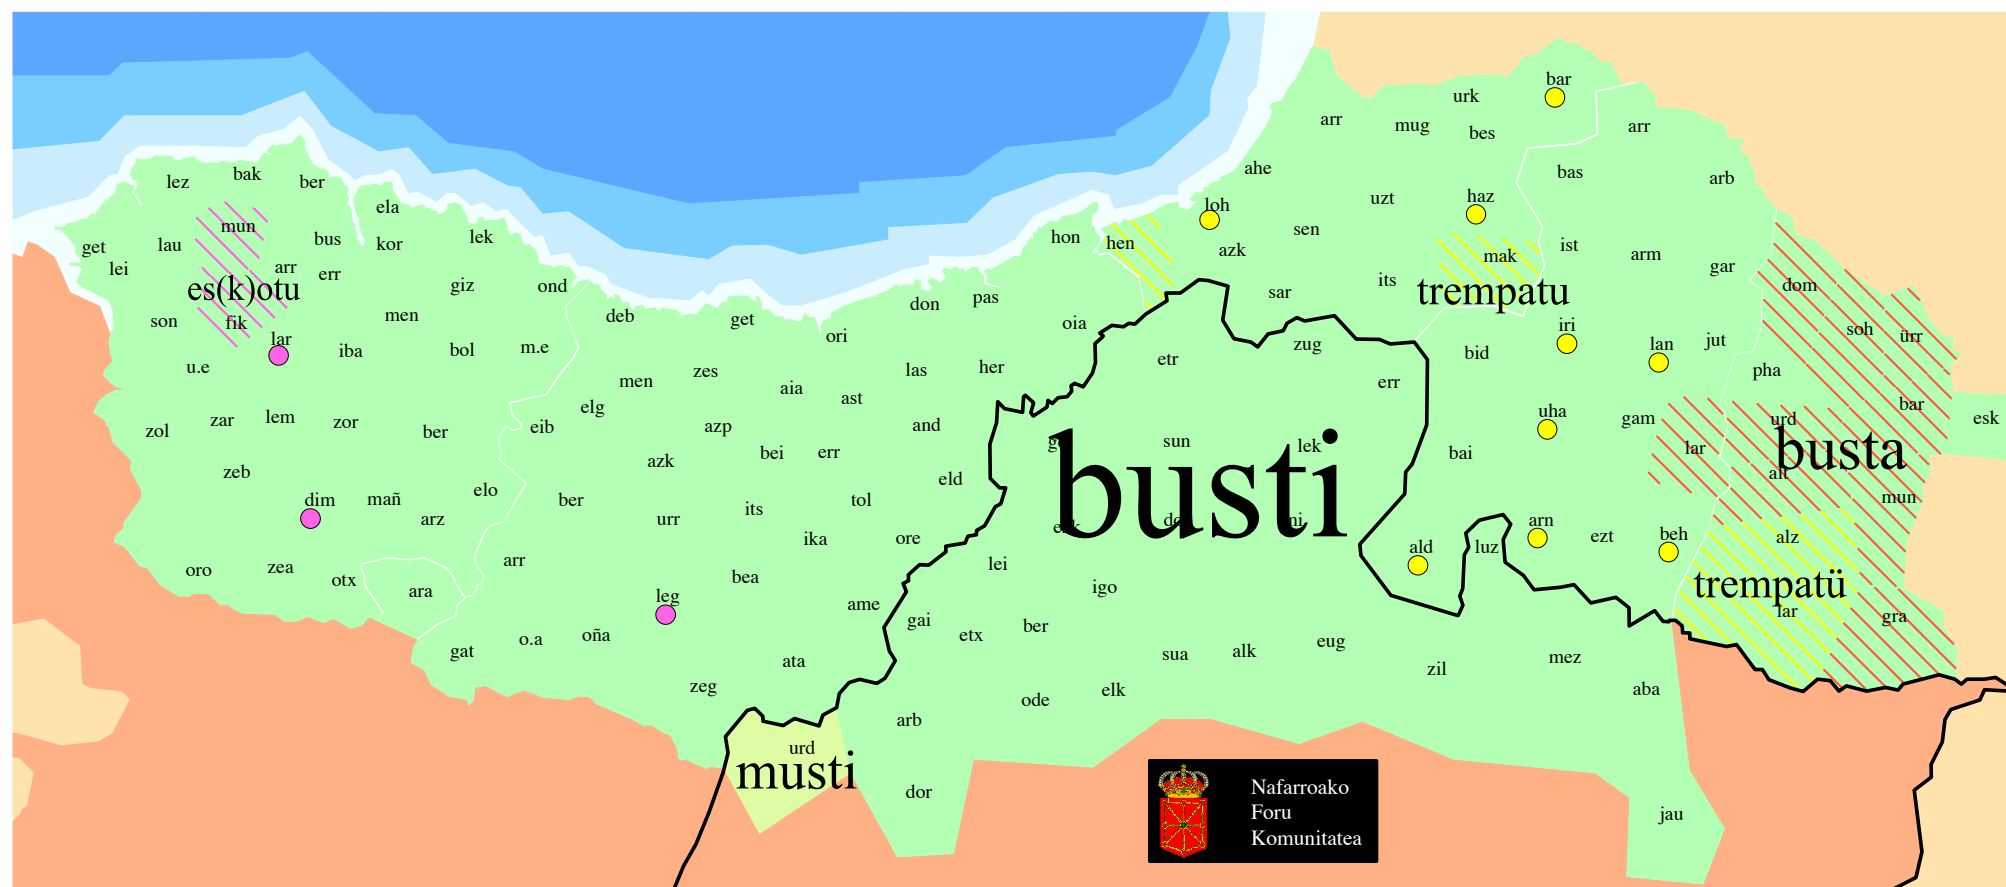 bar
urk
arr
mug
bes
arr
lez
bak
ber
ahe
bas
arb
ela
uzt
haz
loh
mun
get
lau
bus
kor
lek
hon
hen
azk
sen
ist
mak
arm
gar
lei
arr
err
giz
ond
its
sar
dom
es(k)otu
trempatu
don
pas
son
fik
men
deb
get
ori
oia
iri
soh
ürr
lar
iba
bol
m.e
zug
bid
lan
jut
u.e
etr
las
her
pha
men
zes
aia
ast
err
elg
bar
zol
zar
lem
zor
ber
eib
azp
and
uha
gam
urd
esk
busti
sun
lek
bai
lar
busta
alt
azk
bei
err
zeb
eld
dim
mañ
elo
ber
its
tol
mun
arz
urr
ika
ore
arn
ezt
beh
alz
ald
luz
oro
zea
otx
arr
bea
lei
ara
leg
ame
igo
trempatü
lar
gra
gat
o.a
oña
gai
etx
ber
ata
sua
alk
eug
zil
mez
zeg
ode
elk
aba
arb
urd
musti
dor
jau
Nafarroako
Foru
Komunitatea